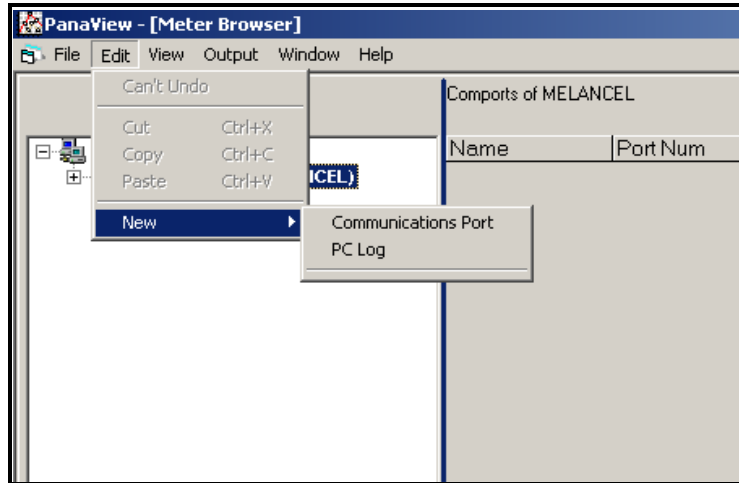 PanaView - [Meter Browser]
File Edit View Output Window Help
Can't Undo
Cut Ctrl+X
Copy Ctrl+C
Paste Ctrl+V
New
Communications Port
PC Log
ICEL)
Comports of MELANCEL
Name Port Num